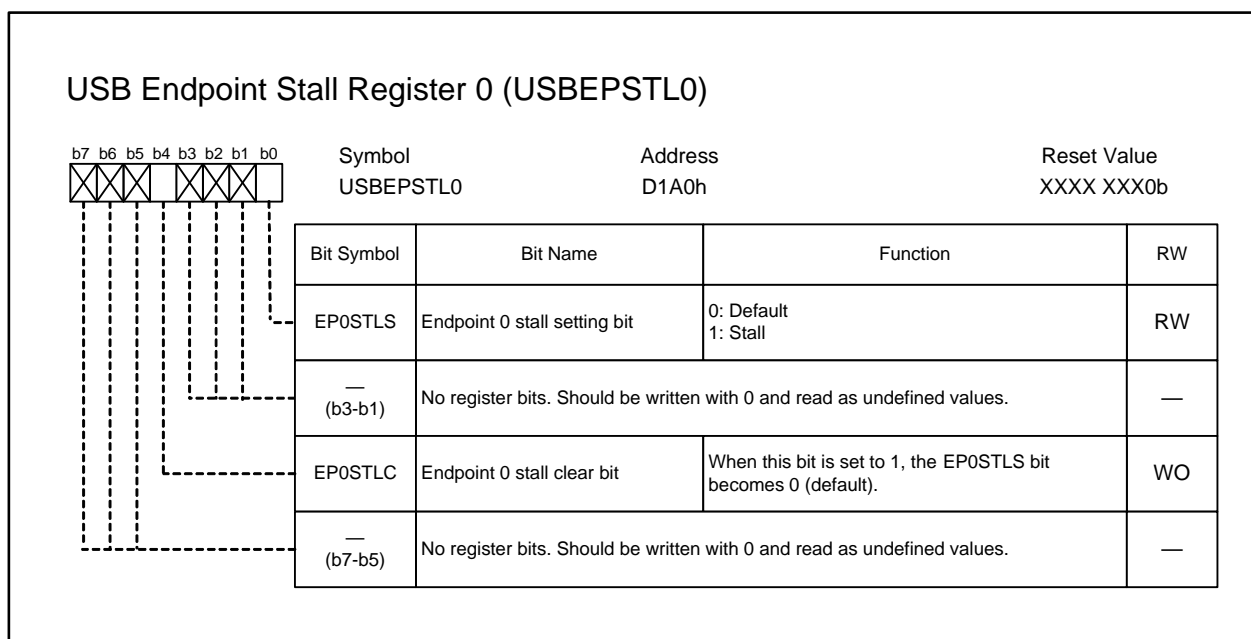 USB Endpoint Stall Register 0 (USBEPSTL0)
b7 b6 b5 b4 b3 b2 b1 b0
Symbol Address Reset Value
USBEPSTL0 D1A0h XXXX XXX0b
Bit Symbol Bit Name Function RW
EP0STLS Endpoint 0 stall setting bit 0: Default
1: Stall RW
—
(b3-b1) No register bits. Should be written with 0 and read as undefined values. —
EP0STLC Endpoint 0 stall clear bit When this bit is set to 1, the EP0STLS bit
becomes 0 (default). WO
—
(b7-b5) No register bits. Should be written with 0 and read as undefined values. —